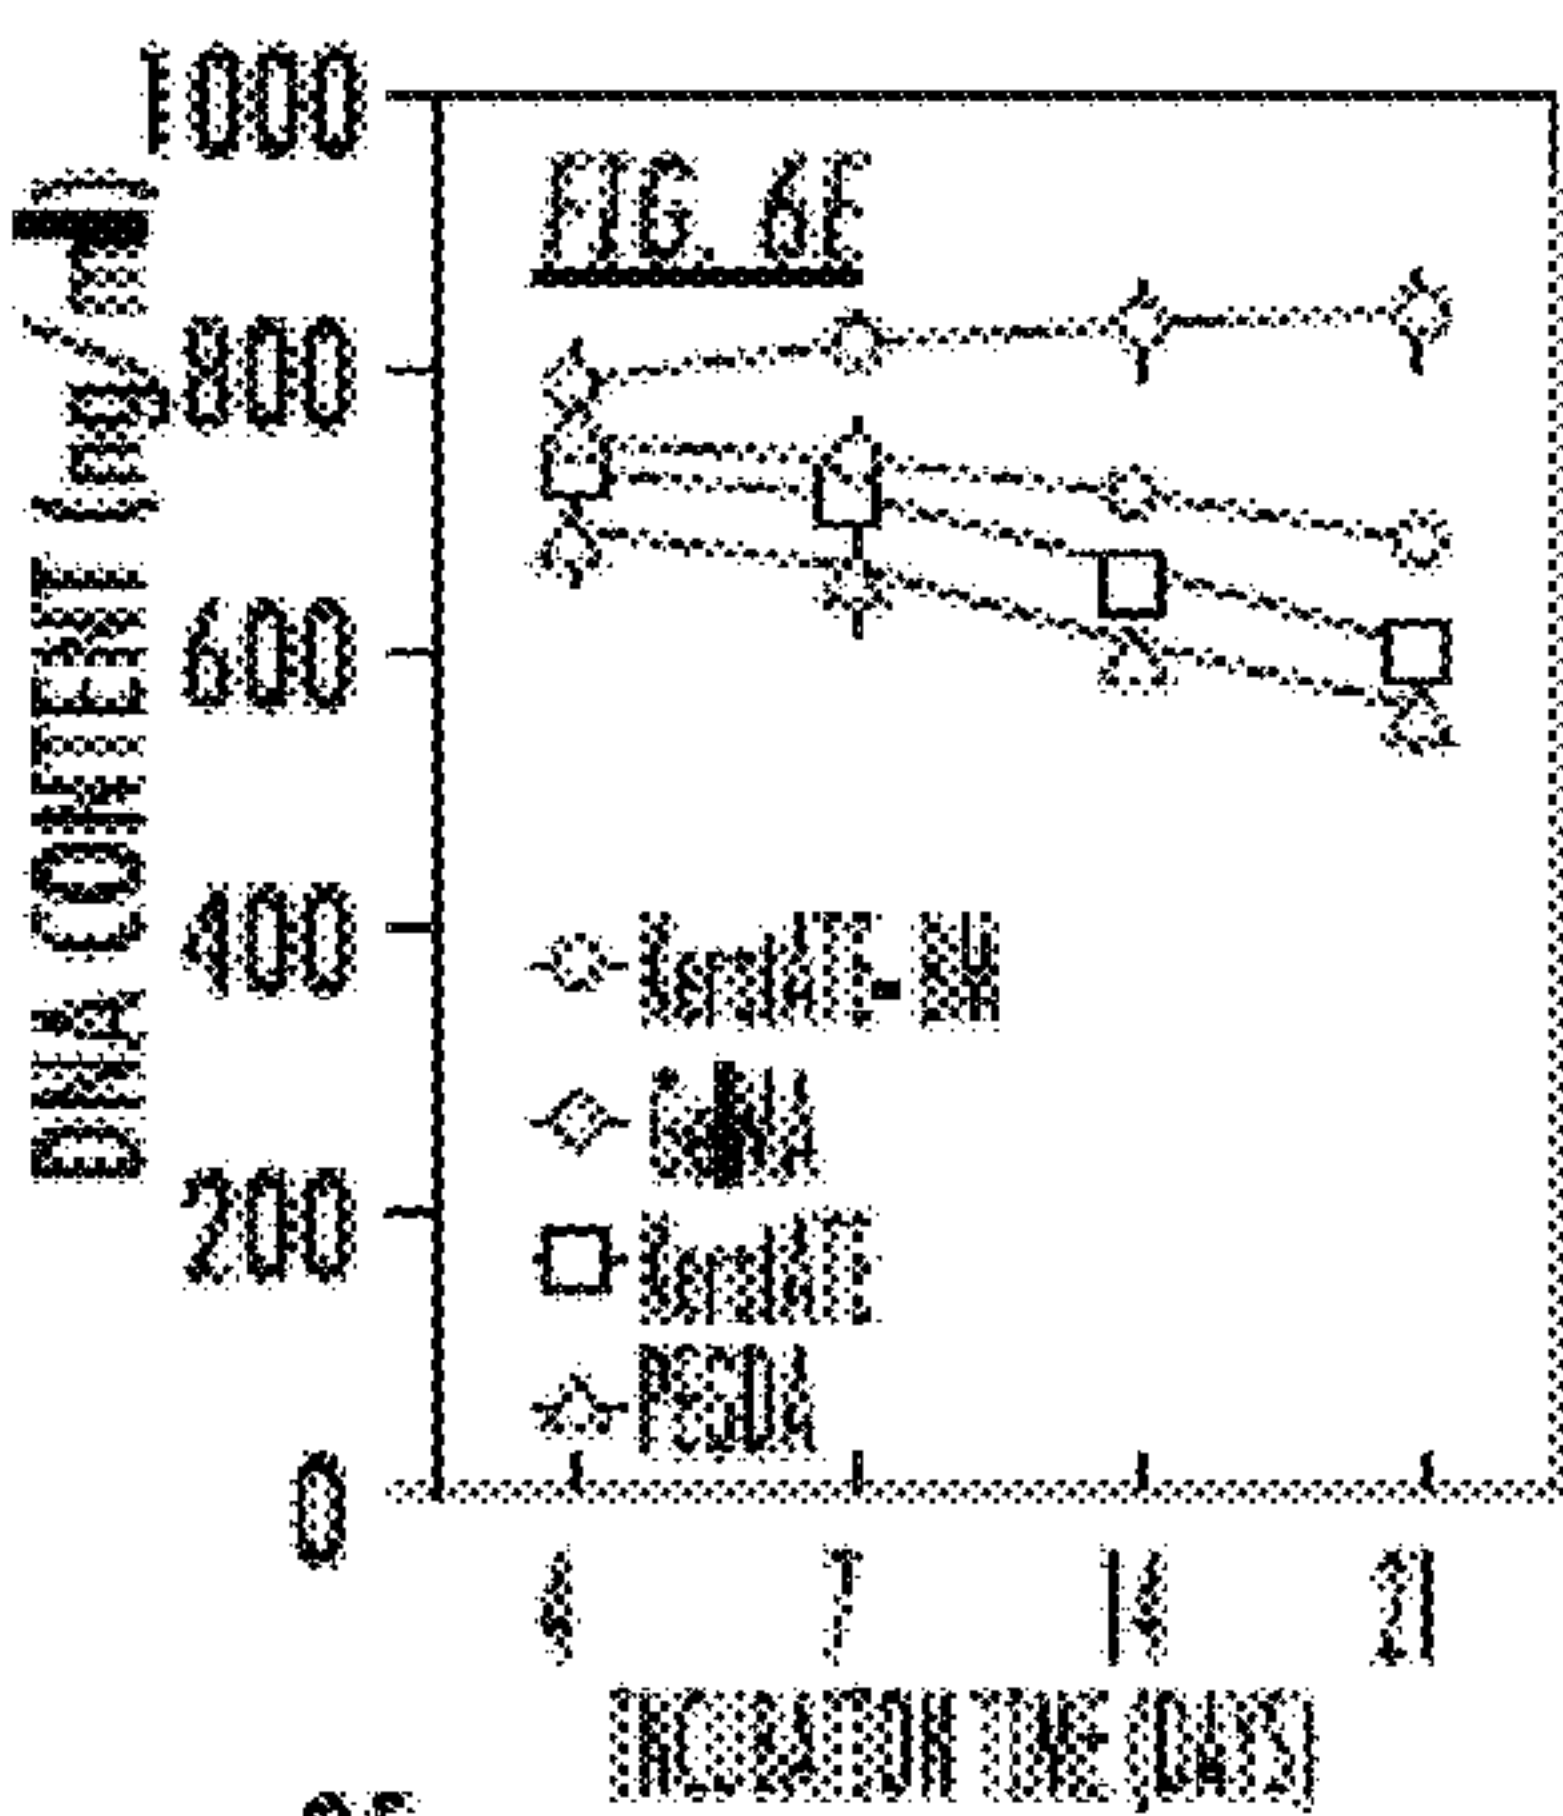 1000
FIG. 6E
800
600
400
200
0
DNA CONTENT (ng/ml)
PEGDA
7
14
21
INCUBATION TIME (DAYS)